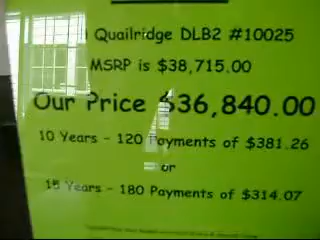 Quailridge DLB2 #10025
MSRP is $38,715.00
Our Price $36,840.00
10 Years - 120 Payments of $381.26
or
15 Years - 180 Payments of $314.07